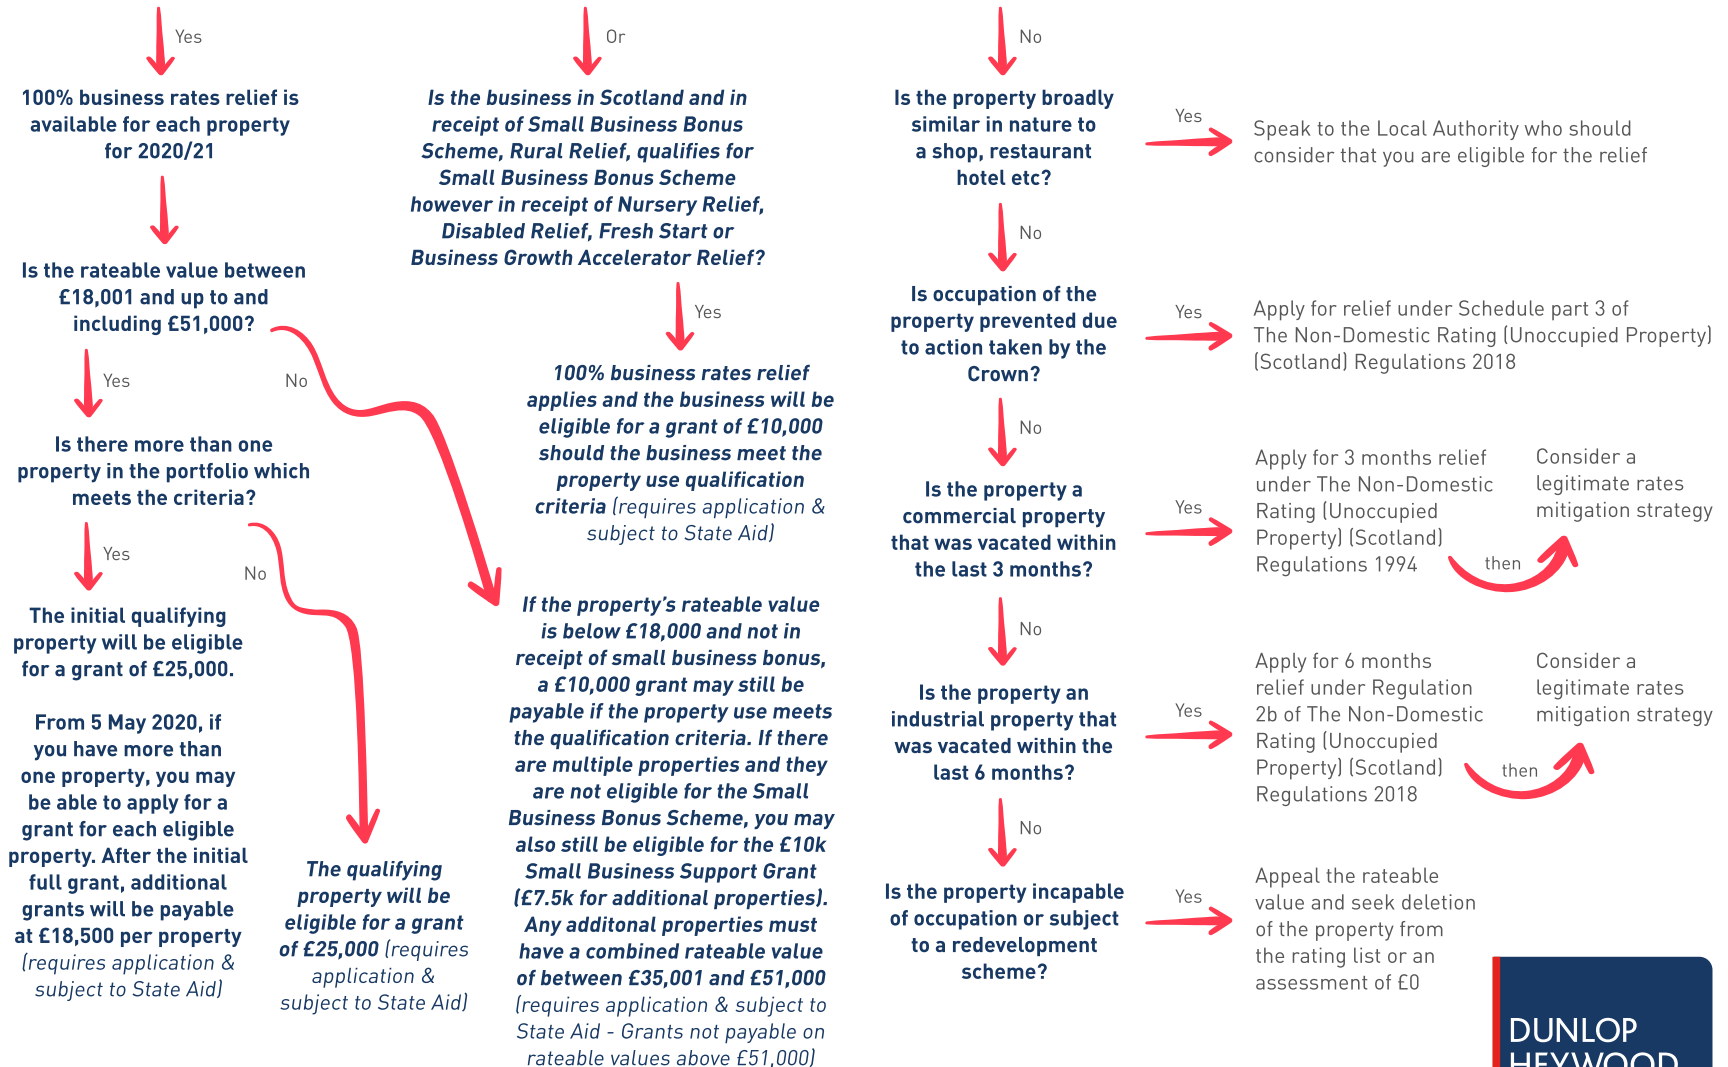 Yes
100% business rates relief is
available for each property
for 2020/21
Is the rateable value between
£18,001 and up to and
including £51,000?
Yes
No
Is there more than one
property in the portfolio which
meets the criteria?
Yes
No
The initial qualifying
property will be eligible
for a grant of £25,000.
From 5 May 2020, if
you have more than
one property, you may
be able to apply for a
grant for each eligible
property. After the initial
full grant, additional
grants will be payable
at £18,500 per property
(requires application &
subject to State Aid)
The qualifying
property will be
eligible for a grant
of £25,000 (requires
application &
subject to State Aid)
Or
Is the business in Scotland and in
receipt of Small Business Bonus
Scheme, Rural Relief, qualifies for
Small Business Bonus Scheme
however in receipt of Nursery Relief,
Disabled Relief, Fresh Start or
Business Growth Accelerator Relief?
Yes
100% business rates relief
applies and the business will be
eligible for a grant of £10,000
should the business meet the
property use qualification
criteria (requires application &
subject to State Aid)
If the property’s rateable value
is below £18,000 and not in
receipt of small business bonus,
a £10,000 grant may still be
payable if the property use meets
the qualification criteria. If there
are multiple properties and they
are not eligible for the Small
Business Bonus Scheme, you may
also still be eligible for the £10k
Small Business Support Grant
(£7.5k for additional properties).
Any additonal properties must
have a combined rateable value
of between £35,001 and £51,000
(requires application & subject to
State Aid - Grants not payable on
rateable values above £51,000)
No
Is the property broadly
similar in nature to
a shop, restaurant
hotel etc?
Yes
Speak to the Local Authority who should
consider that you are eligible for the relief
No
Is occupation of the
property prevented due
to action taken by the
Crown?
Yes
Apply for relief under Schedule part 3 of
The Non-Domestic Rating (Unoccupied Property)
(Scotland) Regulations 2018
No
Is the property a
commercial property
that was vacated within
the last 3 months?
Yes
Apply for 3 months relief
under The Non-Domestic
Rating (Unoccupied
Property) (Scotland)
Regulations 1994
then
Consider a
legitimate rates
mitigation strategy
No
Is the property an
industrial property that
was vacated within the
last 6 months?
Yes
Apply for 6 months
relief under Regulation
2b of The Non-Domestic
Rating (Unoccupied
Property) (Scotland)
Regulations 2018
then
Consider a
legitimate rates
mitigation strategy
No
Is the property incapable
of occupation or subject
to a redevelopment
scheme?
Yes
Appeal the rateable
value and seek deletion
of the property from
the rating list or an
assessment of £0
DUNLOP
HEYWOOD